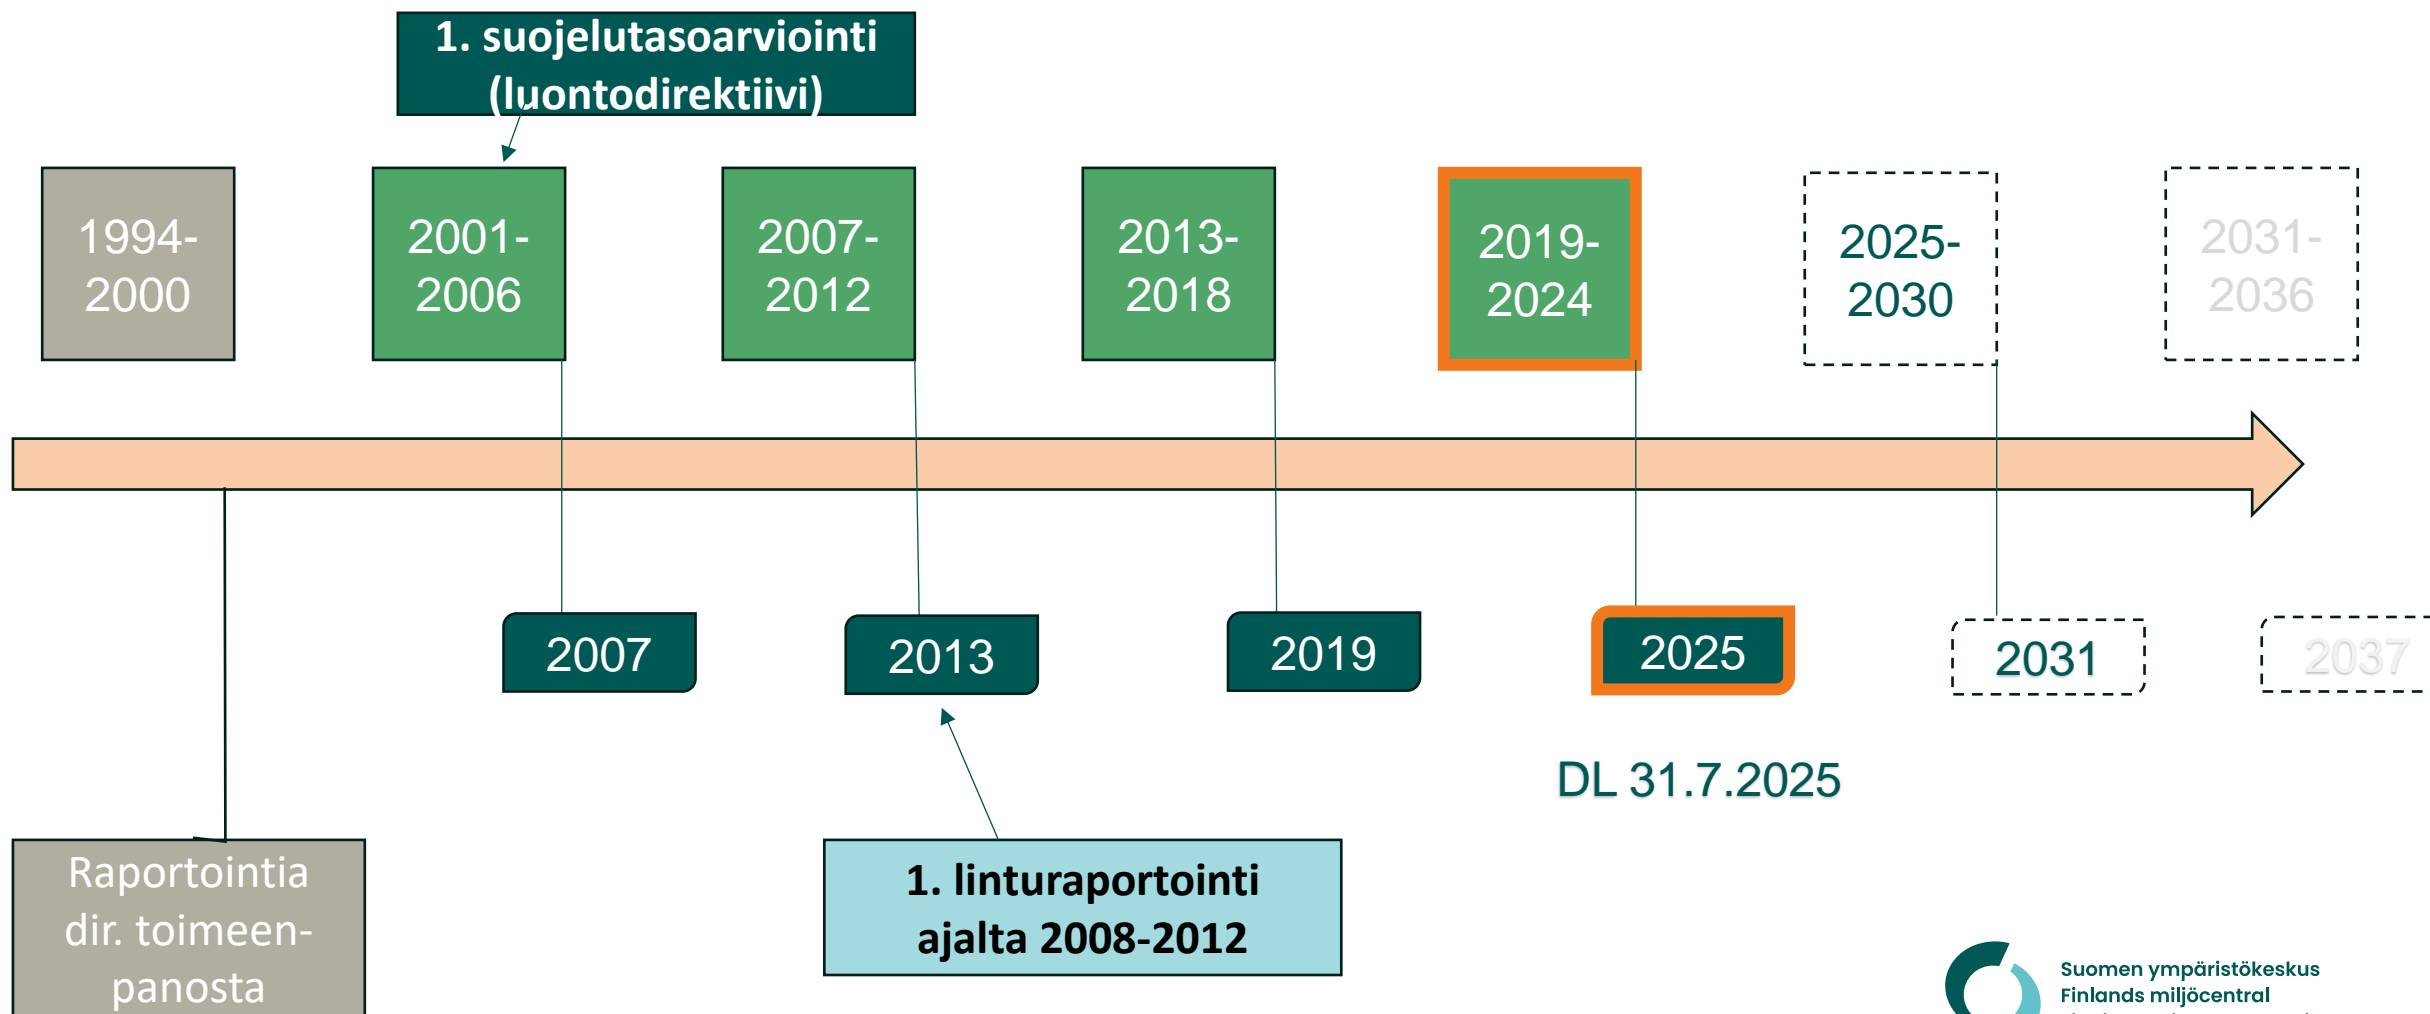 1. suojelutasoarviointi
(luontodirektiivi)
1994-
2000
2001-
2006
2007-
2012
2013-
2018
2019-
2024
2025-
2030
2031-
2036
2007
2013
2019
2025
2031
2037
DL 31.7.2025
Raportointia
dir. toimeen-
panosta
1. linturaportointi
ajalta 2008-2012
Suomen ympäristökeskus
Finlands miljöcentral